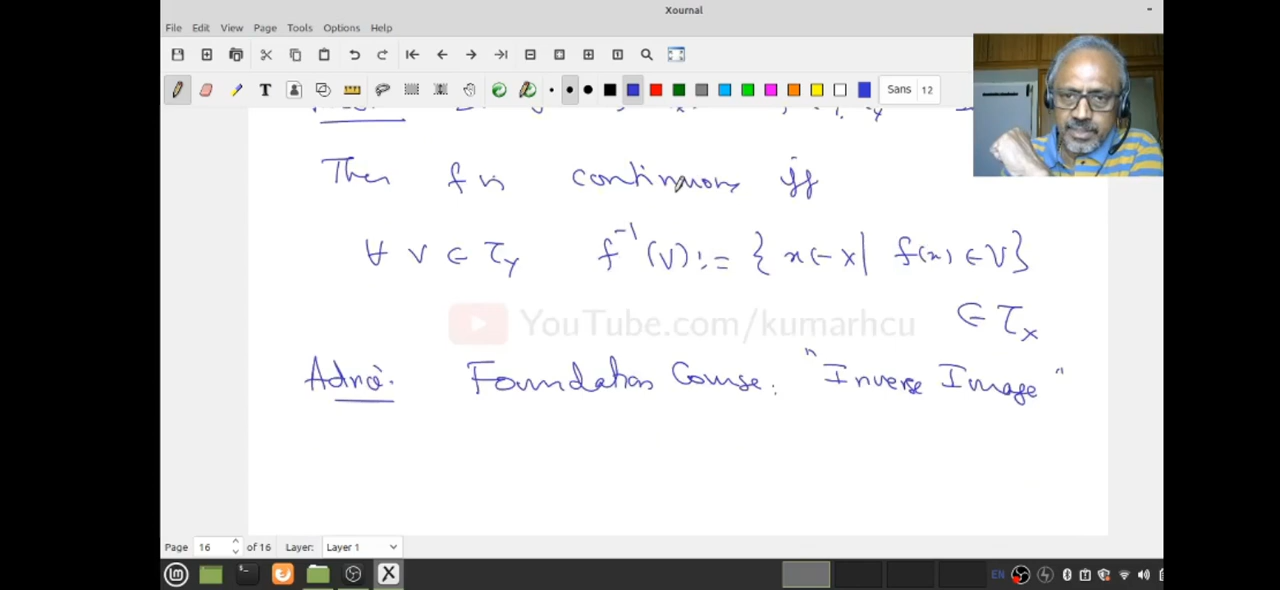 Xournal
File Edit View Page Tools Options Help
Sans 12
Then f is continuous iff
∀ V ∈ τ_Y f⁻¹(V) := { x ∈ X | f(x) ∈ V}
∈ τ_X
YouTube.com/kumarhcu
Advice. Foundation Course: "Inverse Image"
Page 16 of 16 Layer: Layer 1
EN